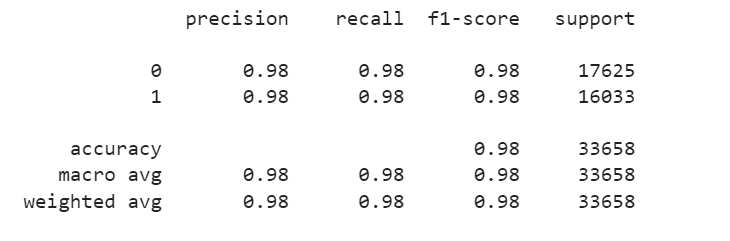 precision recall f1-score support
0 0.98 0.98 0.98 17625
1 0.98 0.98 0.98 16033
accuracy 0.98 33658
macro avg 0.98 0.98 0.98 33658
weighted avg 0.98 0.98 0.98 33658